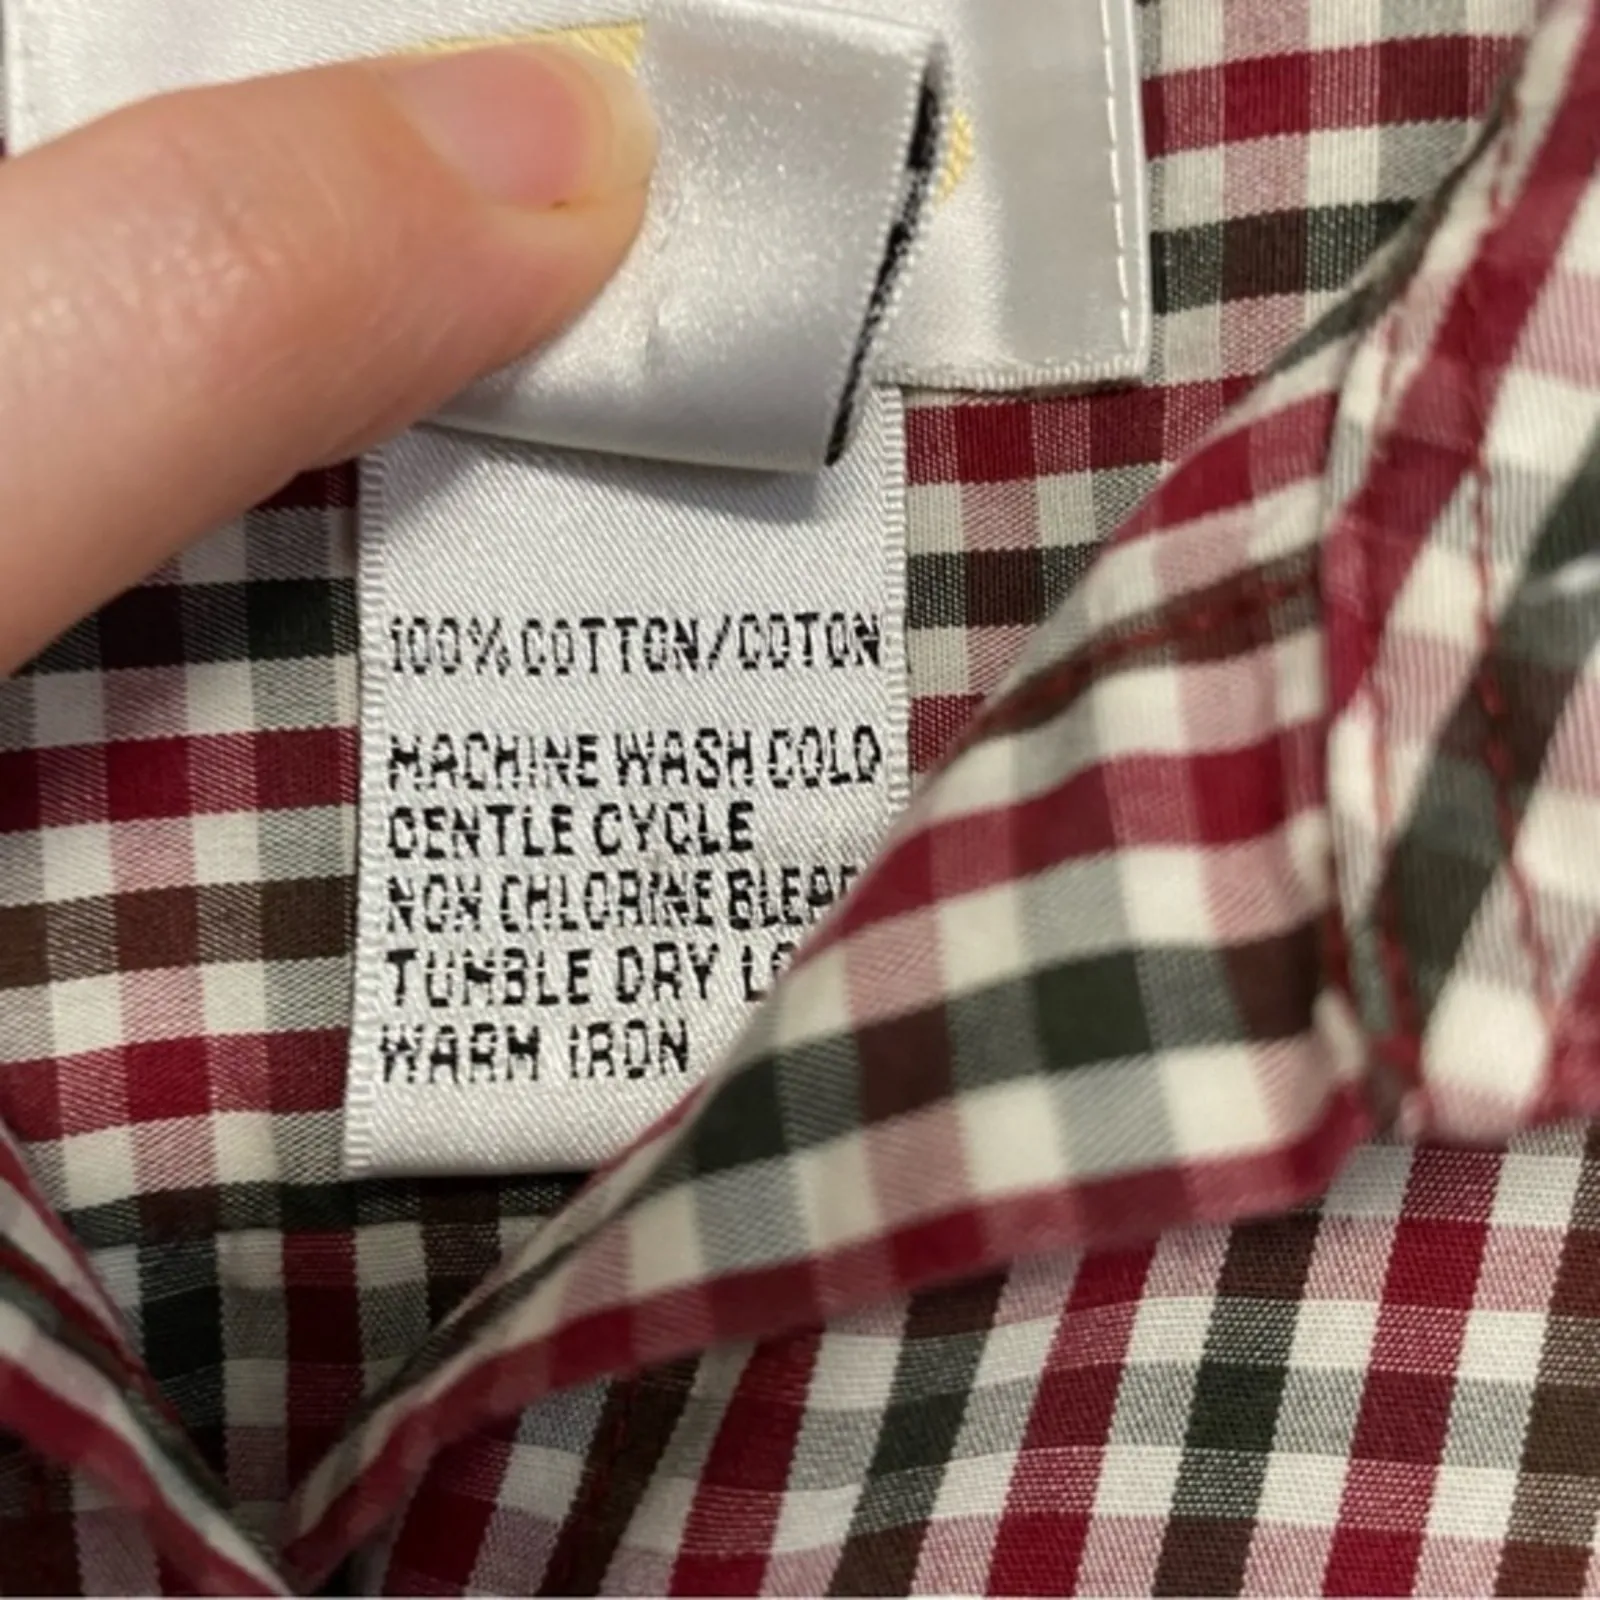 100% COTTON/COTON
MACHINE WASH COLD
GENTLE CYCLE
NON CHLORINE
TUMBLE DRY
WARM IRON